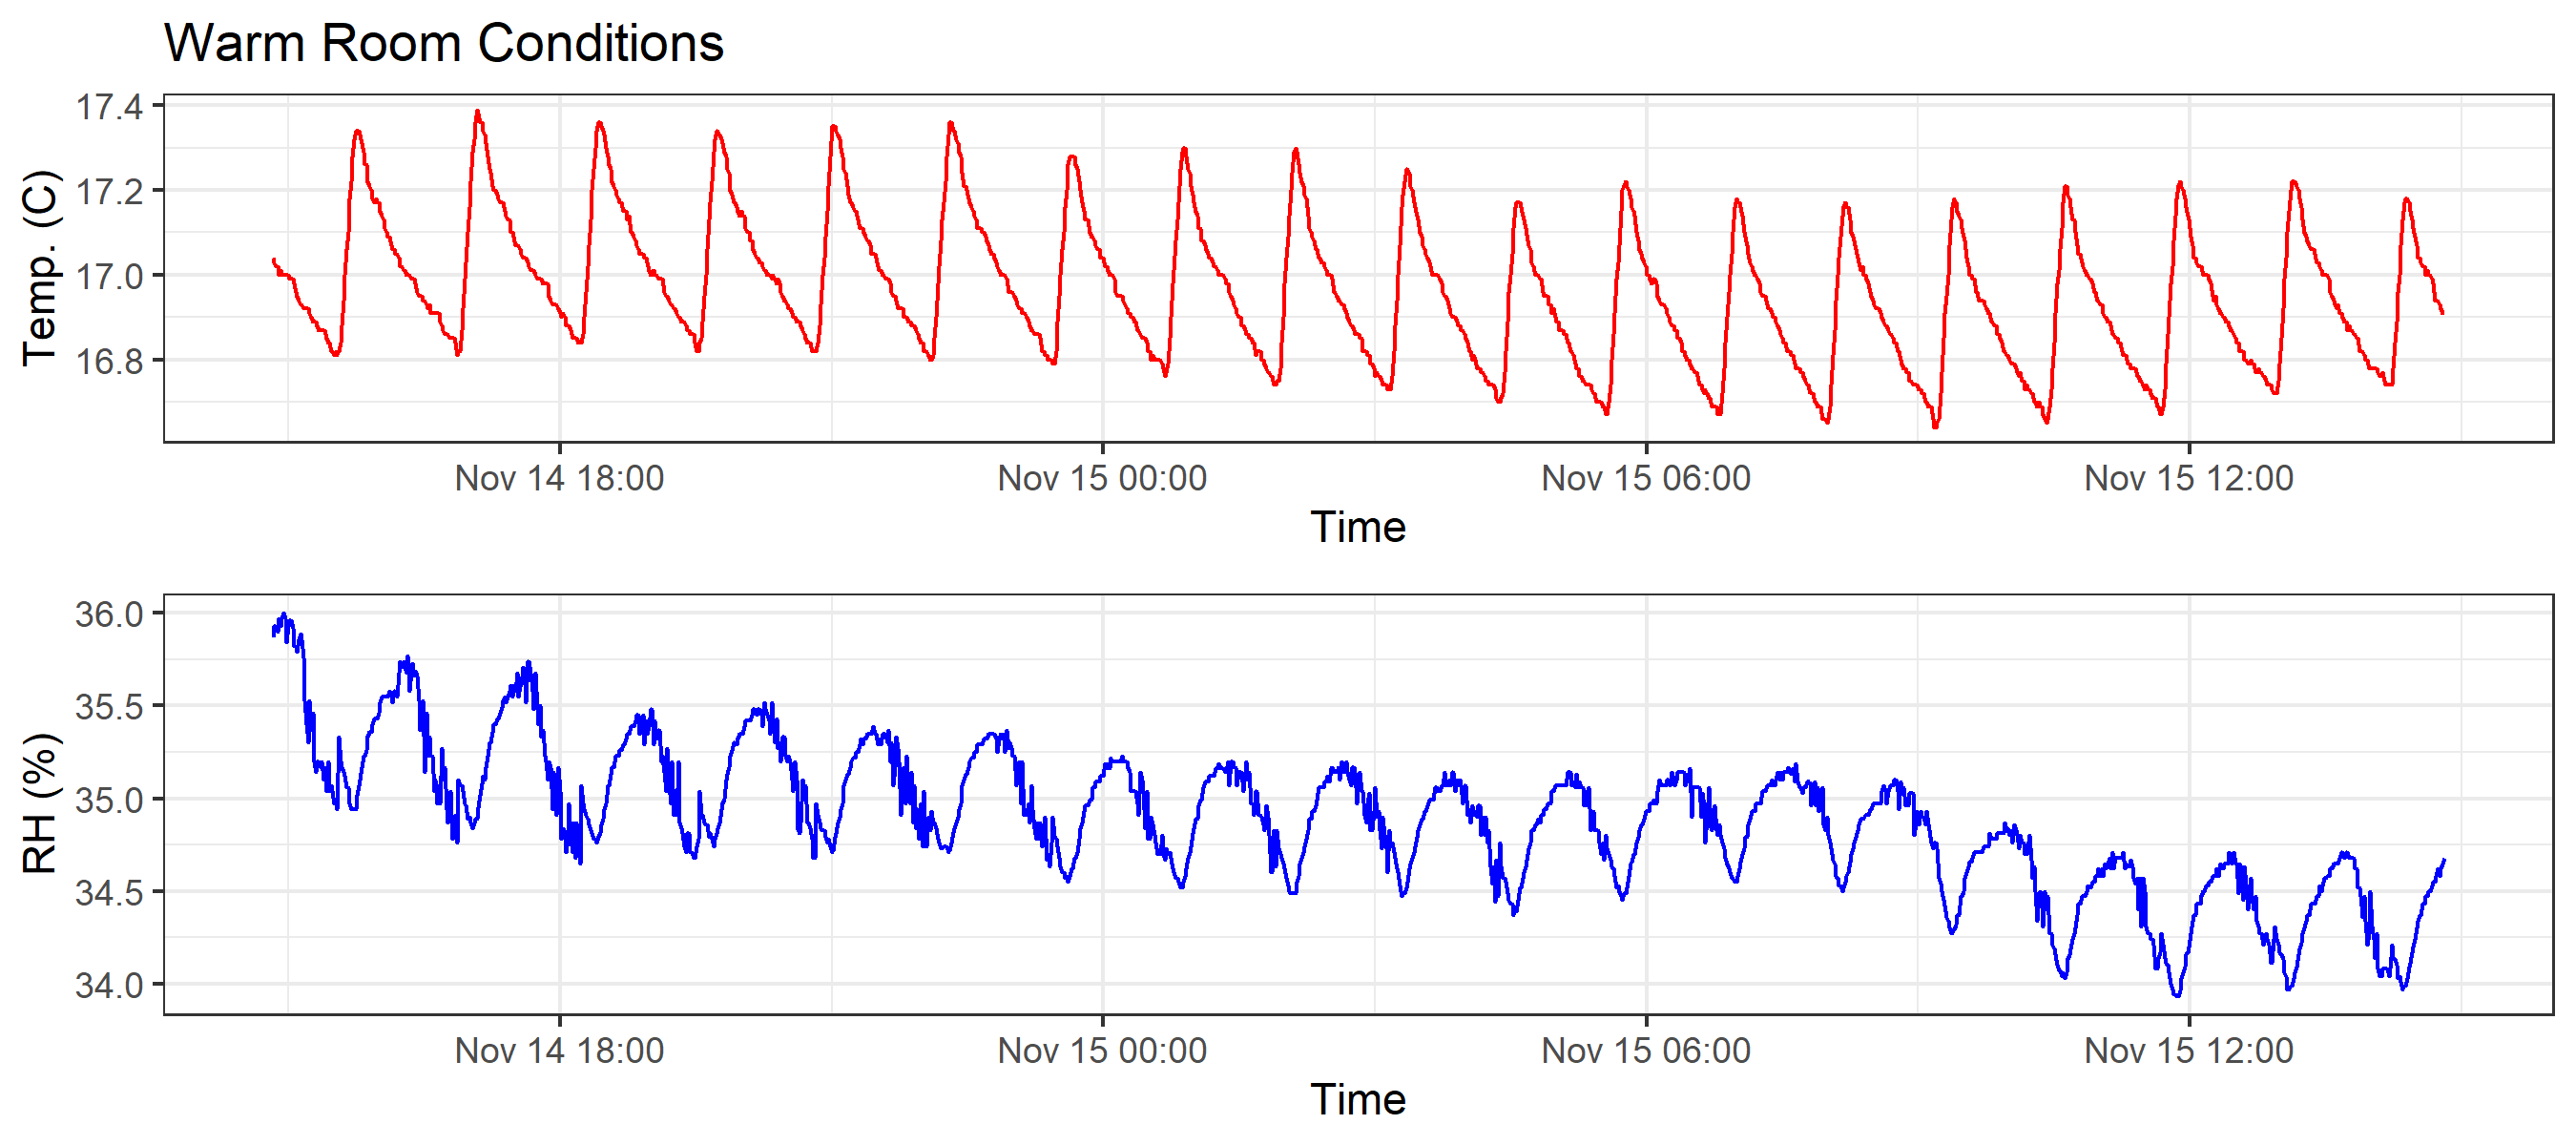 Warm Room Conditions
Temp. (C)
17.4
17.2
17.0
16.8
Nov 14 18:00 Nov 15 00:00 Nov 15 06:00 Nov 15 12:00
Time
RH (%)
36.0
35.5
35.0
34.5
34.0
Nov 14 18:00 Nov 15 00:00 Nov 15 06:00 Nov 15 12:00
Time